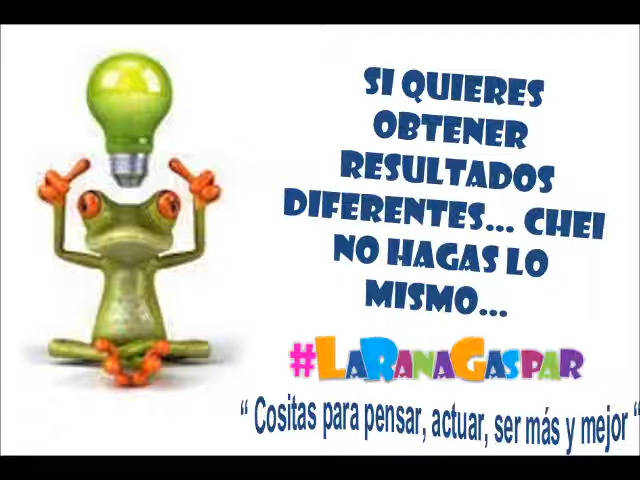 SI QUIERES
OBTENER
RESULTADOS
DIFERENTES... CHEI
NO HAGAS LO
MISMO...
#LARANAGASPAR
“ Cositas para pensar, actuar, ser más y mejor “